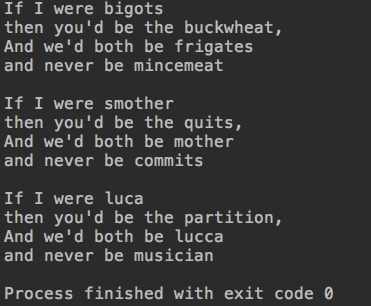 If I were bigots
then you'd be the buckwheat,
And we'd both be frigates
and never be mincemeat
If I were smother
then you'd be the quits,
And we'd both be mother
and never be commits
If I were luca
then you'd be the partition,
And we'd both be lucca
and never be musician
Process finished with exit code 0